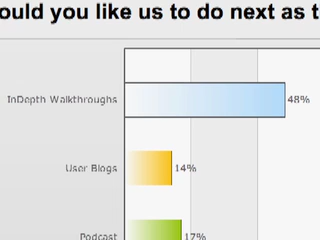 ould you like us to do next as t
InDepth Walkthroughs
48%
User Blogs
14%
Podcast
17%